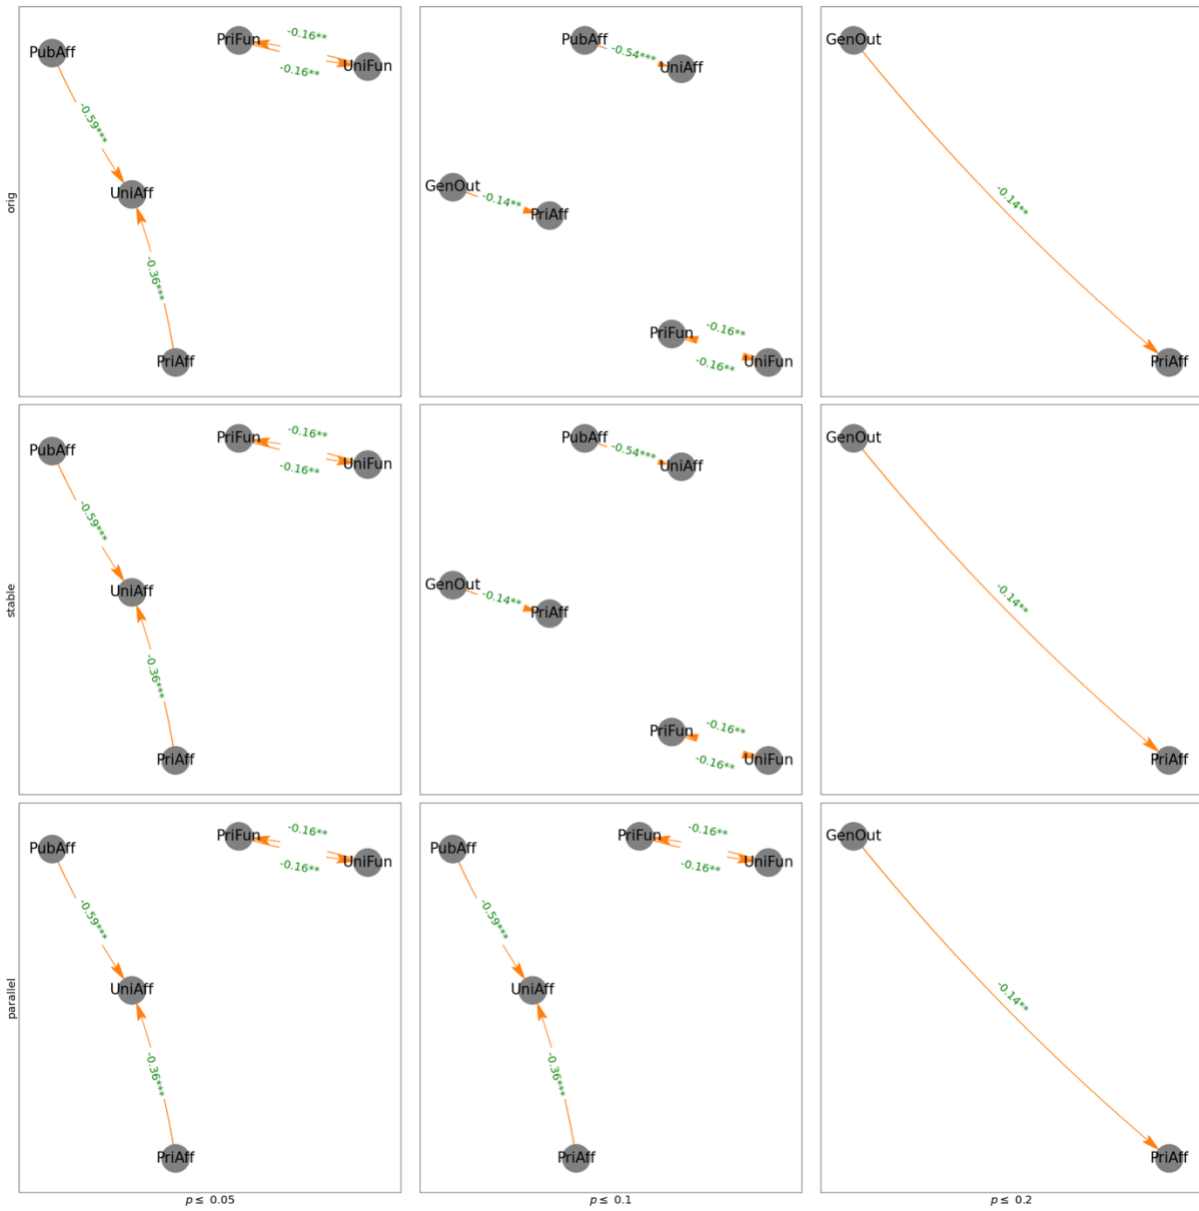 PubAff
PriFun
-0.16**
-0.16**
UniFun
-0.59***
UniAff
-0.36***
PriAff
orig
PubAff
-0.54***
UniAff
GenOut
-0.14**
PriAff
PriFun
-0.16**
-0.16**
UniFun
GenOut
-0.14**
PriAff
PubAff
PriFun
-0.16**
-0.16**
UniFun
-0.59***
UniAff
-0.36***
PriAff
stable
PubAff
-0.54***
UniAff
GenOut
-0.14**
PriAff
PriFun
-0.16**
-0.16**
UniFun
GenOut
-0.14**
PriAff
PubAff
PriFun
-0.16**
-0.16**
UniFun
-0.59***
UniAff
-0.36***
PriAff
parallel
p ≤ 0.05
PubAff
PriFun
-0.16**
-0.16**
UniFun
-0.59***
UniAff
-0.36***
PriAff
p ≤ 0.1
GenOut
-0.14**
PriAff
p ≤ 0.2